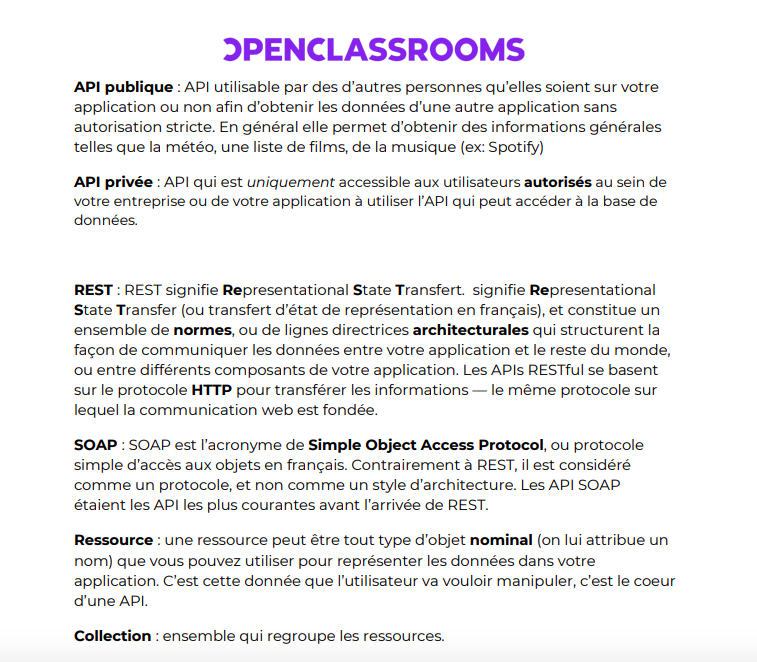 OPENCLASSROOMS
API publique : API utilisable par des d’autres personnes qu’elles soient sur votre
application ou non afin d’obtenir les données d’une autre application sans
autorisation stricte. En général elle permet d’obtenir des informations générales
telles que la météo, une liste de films, de la musique (ex: Spotify)
API privée : API qui est uniquement accessible aux utilisateurs autorisés au sein de
votre entreprise ou de votre application à utiliser l’API qui peut accéder à la base de
données.
REST : REST signifie Representational State Transfert.  signifie Representational
State Transfer (ou transfert d’état de représentation en français), et constitue un
ensemble de normes, ou de lignes directrices architecturales qui structurent la
façon de communiquer les données entre votre application et le reste du monde,
ou entre différents composants de votre application. Les APIs RESTful se basent
sur le protocole HTTP pour transférer les informations — le même protocole sur
lequel la communication web est fondée.
SOAP : SOAP est l’acronyme de Simple Object Access Protocol, ou protocole
simple d’accès aux objets en français. Contrairement à REST, il est considéré
comme un protocole, et non comme un style d’architecture. Les API SOAP
étaient les API les plus courantes avant l’arrivée de REST.
Ressource : une ressource peut être tout type d’objet nominal (on lui attribue un
nom) que vous pouvez utiliser pour représenter les données dans votre
application. C’est cette donnée que l’utilisateur va vouloir manipuler, c’est le coeur
d’une API.
Collection : ensemble qui regroupe les ressources.